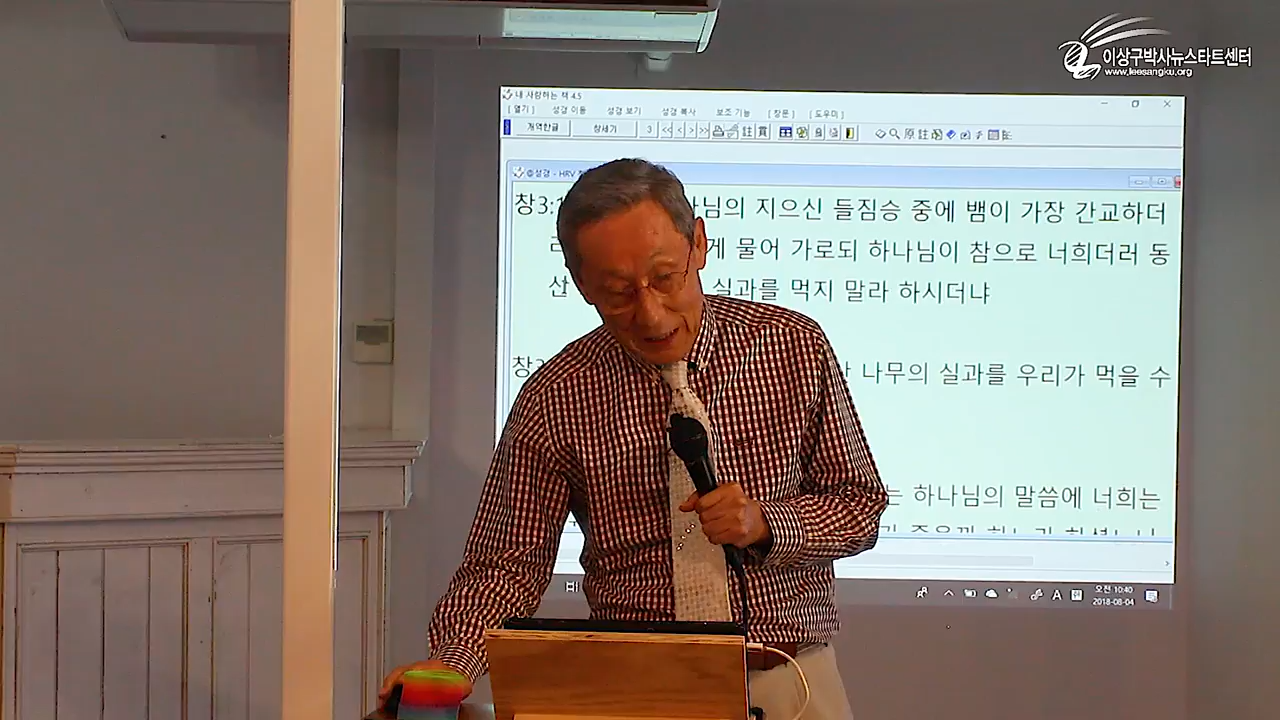 이상구박사뉴스타트센터
www.leesangku.org
내 사랑하는 책 4.5
[ 열기 ] 성경 이동 성경 보기 성경 복사 보조 기능 [ 창문 ] [ 도우미 ]
개역한글 창세기 3 << < > >>
성경 - HRV
창3:1 나님의 지으신 들짐승 중에 뱀이 가장 간교하더
게 물어 가로되 하나님이 참으로 너희더러 동
산 실과를 먹지 말라 하시더냐
나무의 실과를 우리가 먹을 수
는 하나님의 말씀에 너희는
오전 10:40
2018-08-04